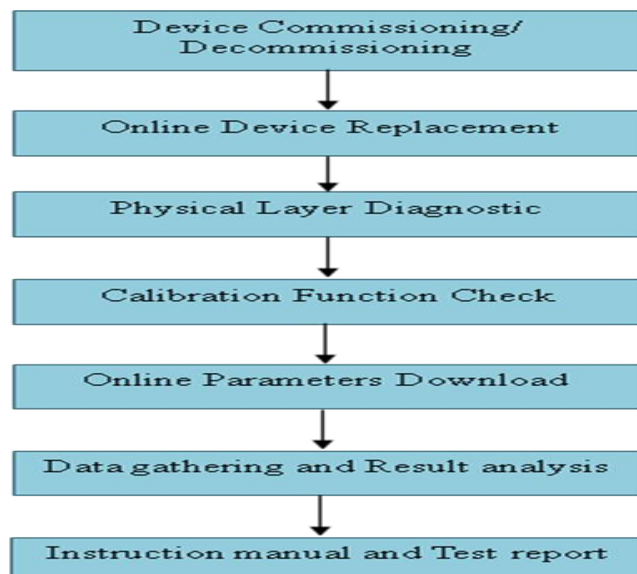 Device Commissioning/
Decommissioning
Online Device Replacement
Physical Layer Diagnostic
Calibration Function Check
Online Parameters Download
Data gathering and Result analysis
Instruction manual and Test report